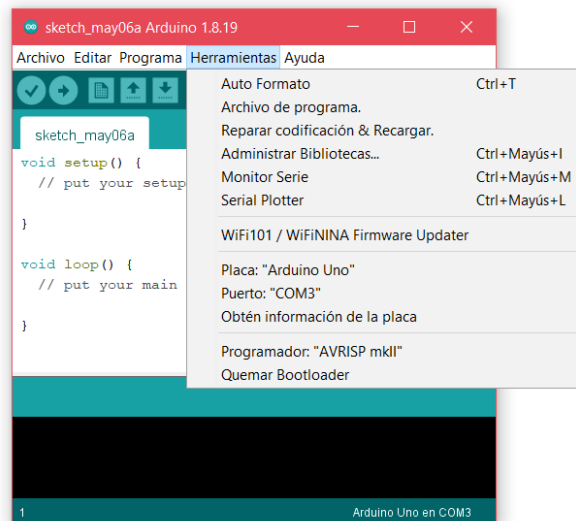 sketch_may06a Arduino 1.8.19
Archivo Editar Programa Herramientas Ayuda
Auto Formato Ctrl+T
Archivo de programa.
Reparar codificación & Recargar.
Administrar Bibliotecas... Ctrl+Mayús+I
Monitor Serie Ctrl+Mayús+M
Serial Plotter Ctrl+Mayús+L
WiFi101 / WiFiNINA Firmware Updater
Placa: "Arduino Uno"
Puerto: "COM3"
Obtén información de la placa
Programador: "AVRISP mkII"
Quemar Bootloader
sketch_may06a
void setup() {
// put your setup
}
void loop() {
// put your main
}
1 Arduino Uno en COM3